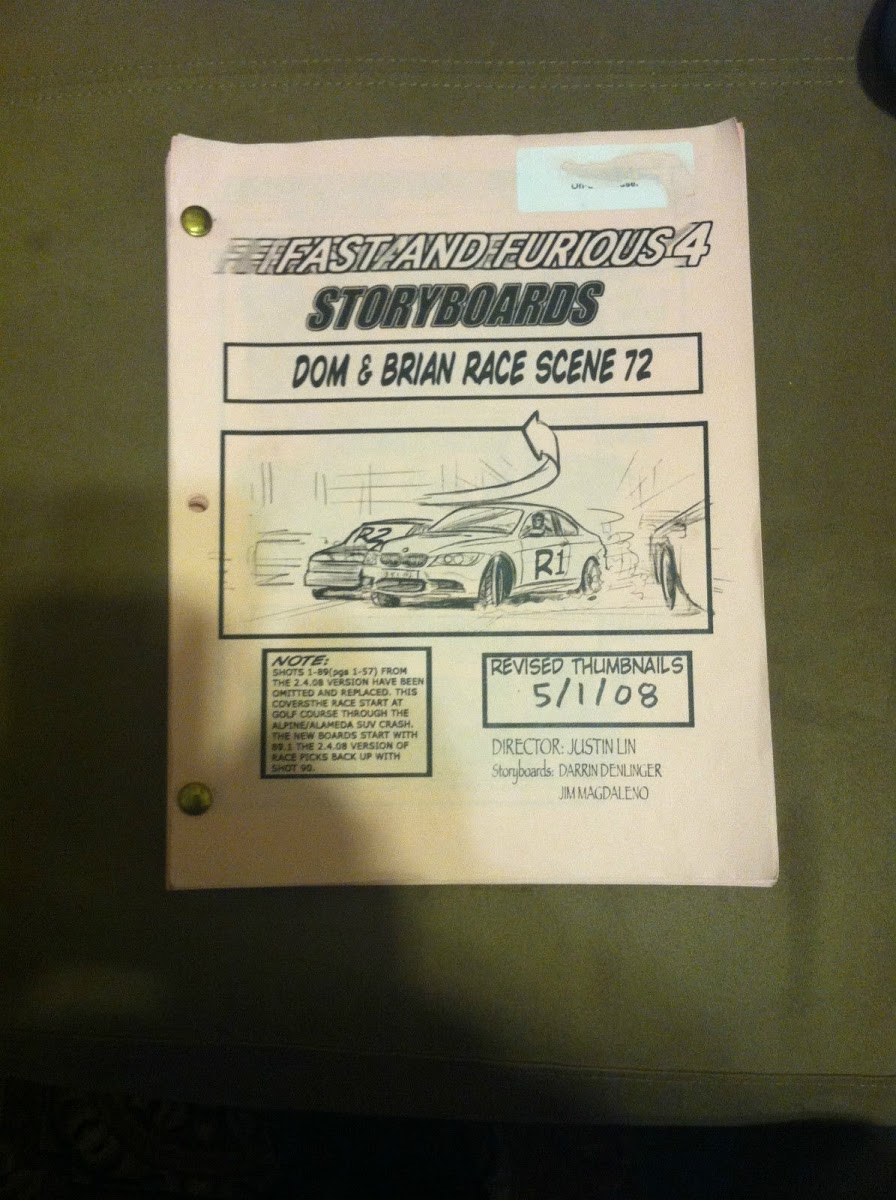 FAST AND FURIOUS 4
STORYBOARDS
DOM & BRIAN RACE SCENE 72
R2
R1
NOTE:
SHOTS 1-89(pgs 1-57) FROM
THE 2.4.08 VERSION HAVE BEEN
OMITTED AND REPLACED. THIS
COVERSTHE RACE START AT
GOLF COURSE THROUGH THE
ALPINE/ALAMEDA SUV CRASH.
THE NEW BOARDS START WITH
89.1 THE 2.4.08 VERSION OF
RACE PICKS BACK UP WITH
SHOT 90.
REVISED THUMBNAILS
5/1/08
DIRECTOR: JUSTIN LIN
Storyboards: DARRIN DENLINGER
JIM MAGDALENO